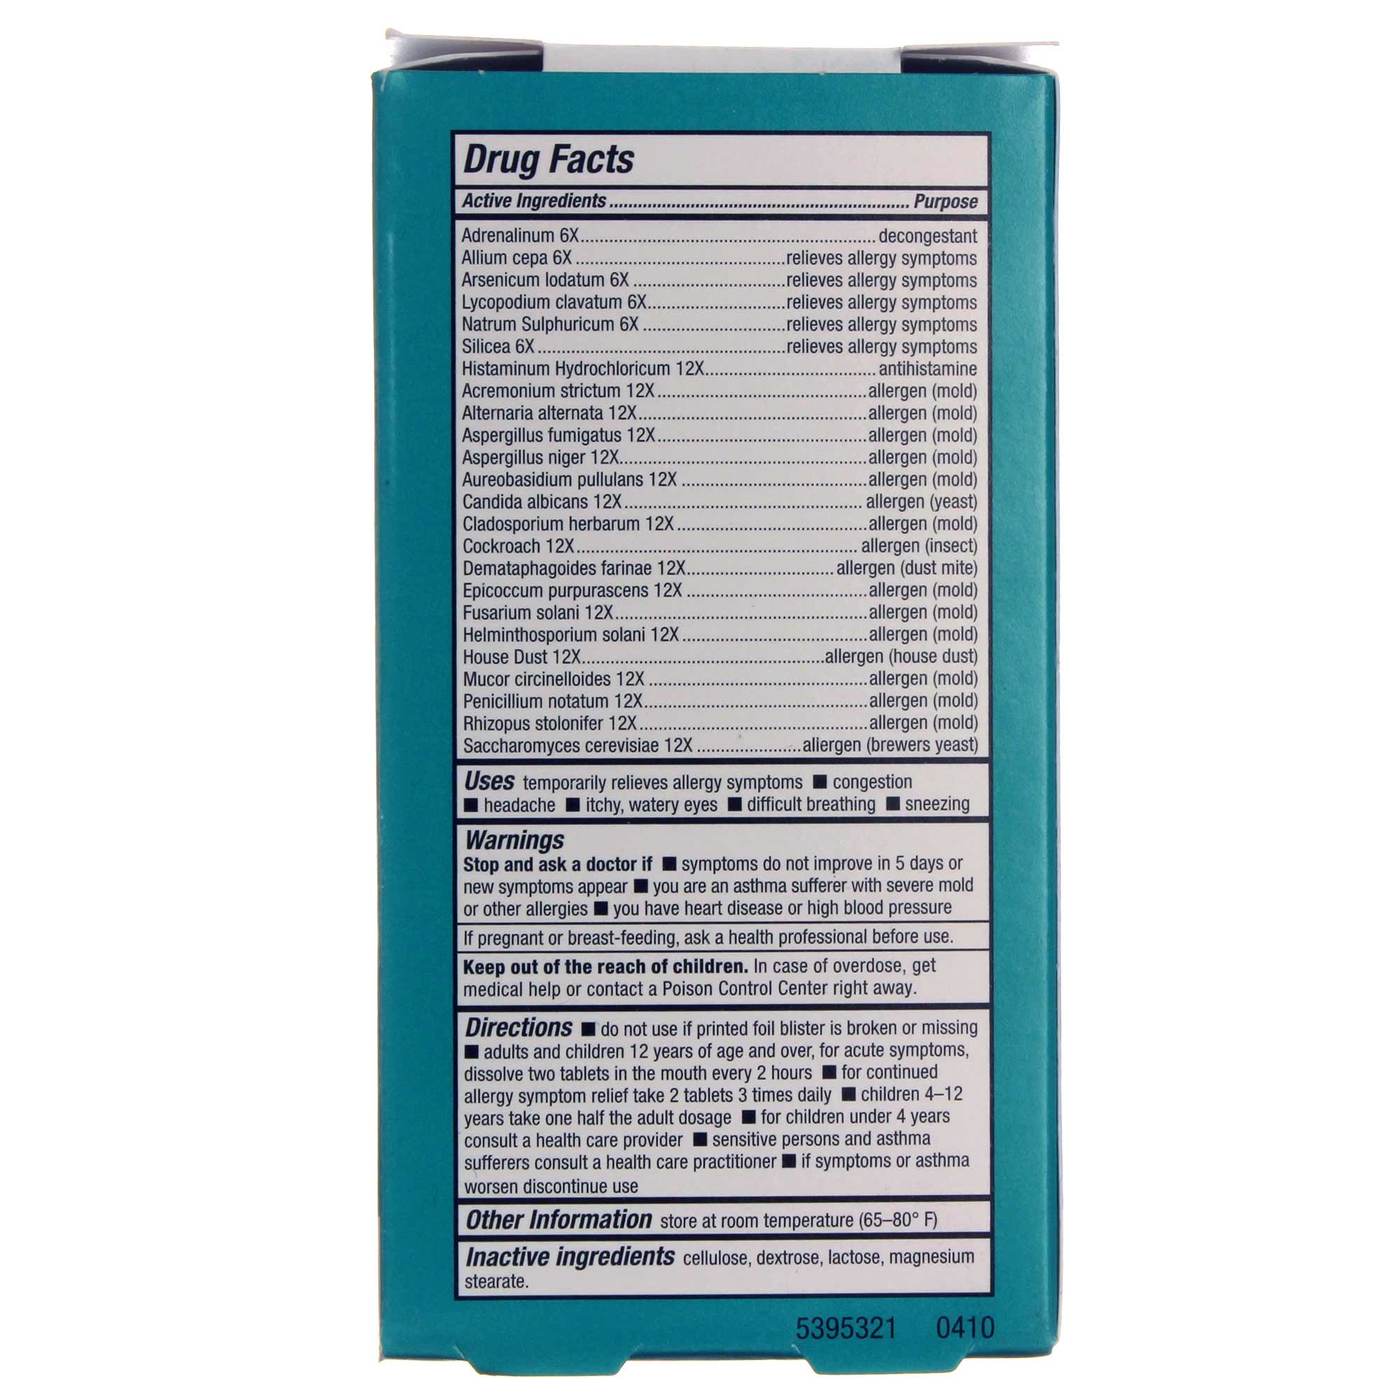 Drug Facts
Active Ingredients........................................................... Purpose
Adrenalinum 6X........................................................... decongestant
Allium cepa 6X ..........................................relieves allergy symptoms
Arsenicum Iodatum 6X ..............................relieves allergy symptoms
Lycopodium clavatum 6X...........................relieves allergy symptoms
Natrum Sulphuricum 6X ............................relieves allergy symptoms
Silicea 6X .................................................relieves allergy symptoms
Histaminum Hydrochloricum 12X.................................. antihistamine
Acremonium strictum 12X..........................................allergen (mold)
Alternaria alternata 12X..............................................allergen (mold)
Aspergillus fumigatus 12X..........................................allergen (mold)
Aspergillus niger 12X.................................................allergen (mold)
Aureobasidium pullulans 12X .....................................allergen (mold)
Candida albicans 12X................................................ allergen (yeast)
Cladosporium herbarum 12X......................................allergen (mold)
Cockroach 12X........................................................ allergen (insect)
Demataphagoides farinae 12X............................. allergen (dust mite)
Epicoccum purpurascens 12X ....................................allergen (mold)
Fusarium solani 12X..................................................allergen (mold)
Helminthosporium solani 12X.....................................allergen (mold)
House Dust 12X.................................................allergen (house dust)
Mucor circinelloides 12X ............................................allergen (mold)
Penicillium notatum 12X.............................................allergen (mold)
Rhizopus stolonifer 12X..............................................allergen (mold)
Saccharomyces cerevisiae 12X .....................allergen (brewers yeast)
Uses temporarily relieves allergy symptoms ■ congestion
■ headache ■ itchy, watery eyes ■ difficult breathing ■ sneezing
Warnings
Stop and ask a doctor if ■ symptoms do not improve in 5 days or
new symptoms appear ■ you are an asthma sufferer with severe mold
or other allergies ■ you have heart disease or high blood pressure
If pregnant or breast-feeding, ask a health professional before use.
Keep out of the reach of children. In case of overdose, get
medical help or contact a Poison Control Center right away.
Directions ■ do not use if printed foil blister is broken or missing
■ adults and children 12 years of age and over, for acute symptoms,
dissolve two tablets in the mouth every 2 hours ■ for continued
allergy symptom relief take 2 tablets 3 times daily ■ children 4–12
years take one half the adult dosage ■ for children under 4 years
consult a health care provider ■ sensitive persons and asthma
sufferers consult a health care practitioner ■ if symptoms or asthma
worsen discontinue use
Other Information store at room temperature (65–80° F)
Inactive ingredients cellulose, dextrose, lactose, magnesium
stearate.
5395321 0410